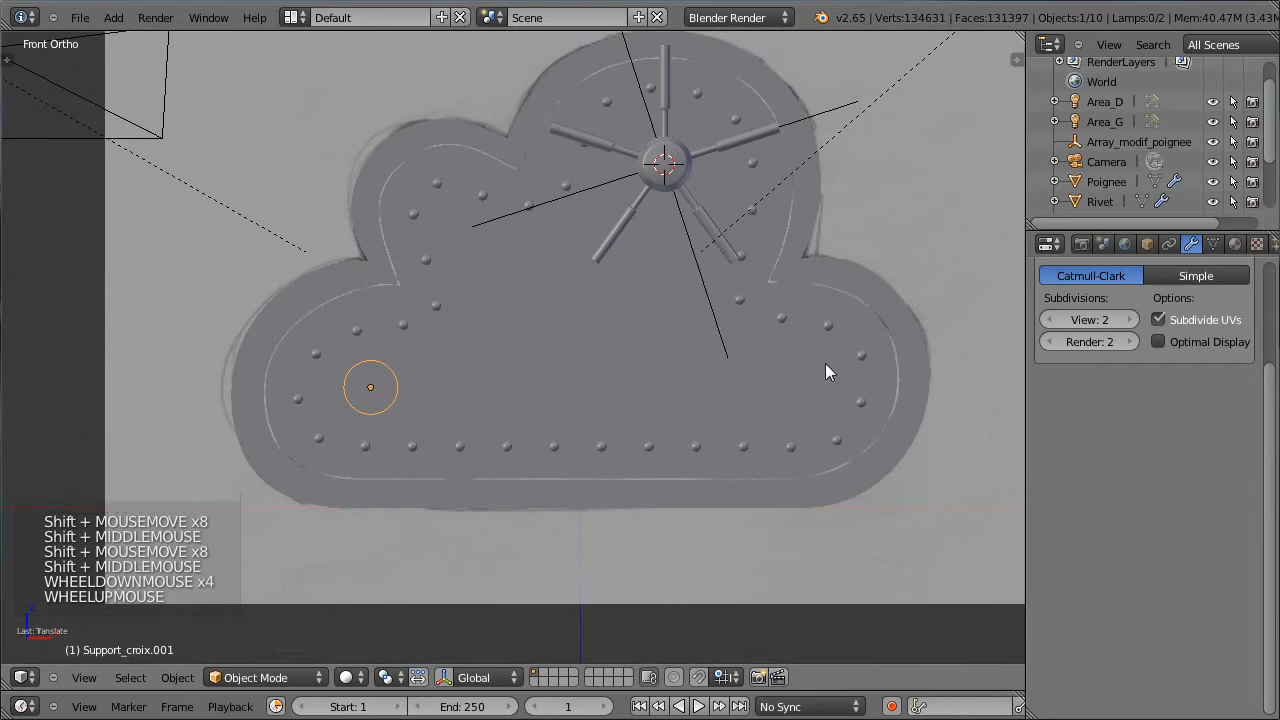 File Add Render Window Help Default Scene Blender Render v2.65 | Verts:134631 | Faces:131397 | Objects:1/10 | Lamps:0/2 | Mem:40.47M (3.43M
Front Ortho
View Search All Scenes
RenderLayers
World
Area_D
Area_G
Array_modif_poignee
Camera
Poignee
Rivet
Catmull-Clark Simple
Subdivisions: Options:
View: 2 Subdivide UVs
Render: 2 Optimal Display
Shift + MOUSEMOVE x8
Shift + MIDDLEMOUSE
Shift + MOUSEMOVE x8
Shift + MIDDLEMOUSE
WHEELDOWNMOUSE x4
WHEELUPMOUSE
Last: Translate
(1) Support_croix.001
View Select Object Object Mode Global
View Marker Frame Playback Start: 1 End: 250 1 No Sync